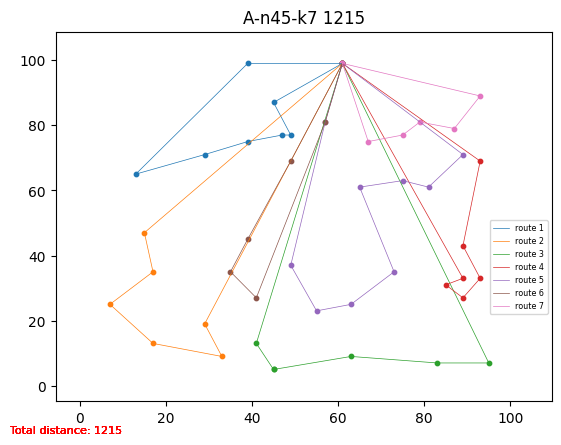 A-n45-k7 1215
100
80
60
40
20
0
route 1
route 2
route 3
route 4
route 5
route 6
route 7
0 20 40 60 80 100
Total distance: 1215